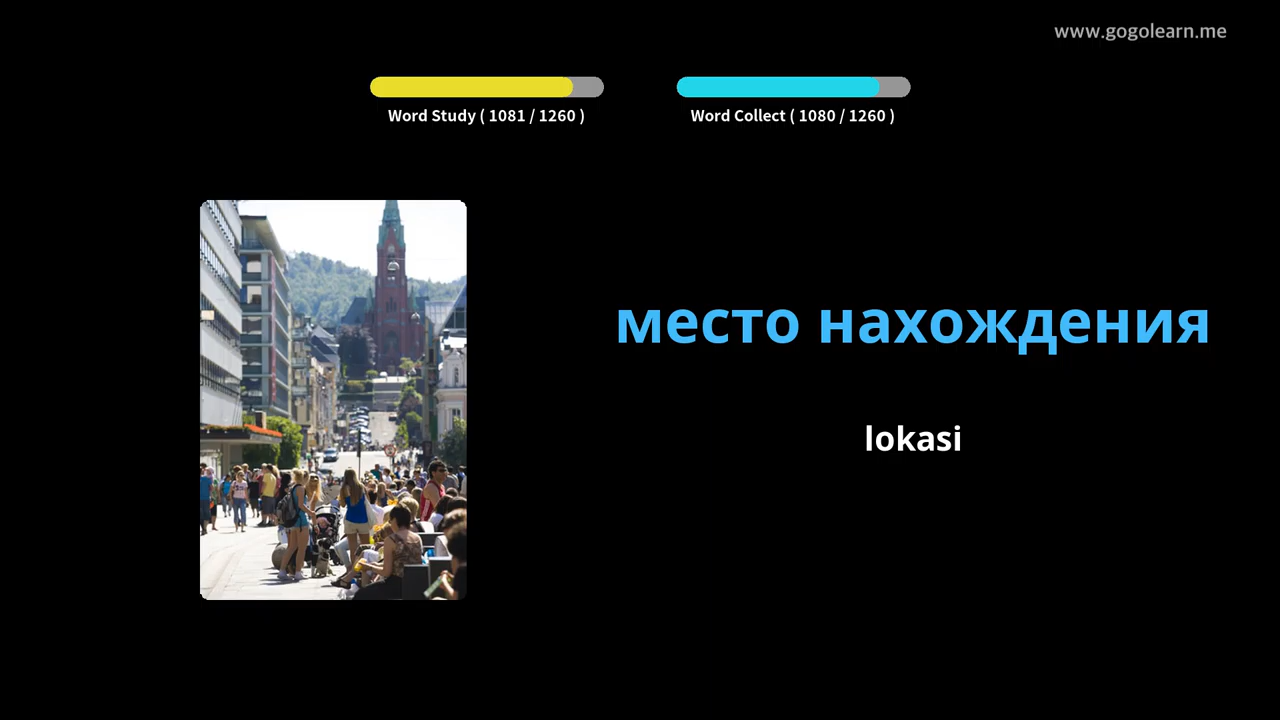 www.gogolearn.me
Word Study ( 1081 / 1260 )
Word Collect ( 1080 / 1260 )
место нахождения
lokasi